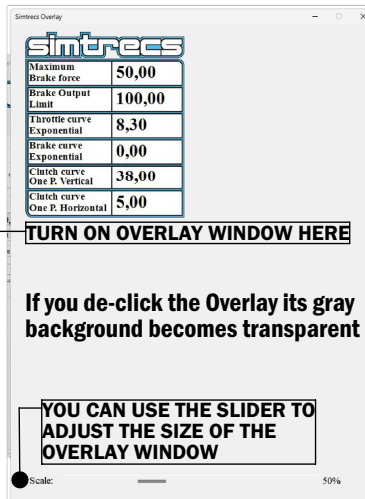 Simtrecs Overlay
simtrecs
Maximum
Brake force
50,00
Brake Output
Limit
100,00
Throttle curve
Exponential
8,30
Brake curve
Exponential
0,00
Clutch curve
One P. Vertical
38,00
Clutch curve
One P. Horizontal
5,00
TURN ON OVERLAY WINDOW HERE
If you de-click the Overlay its gray
background becomes transparent
YOU CAN USE THE SLIDER TO
ADJUST THE SIZE OF THE
OVERLAY WINDOW
Scale:
50%